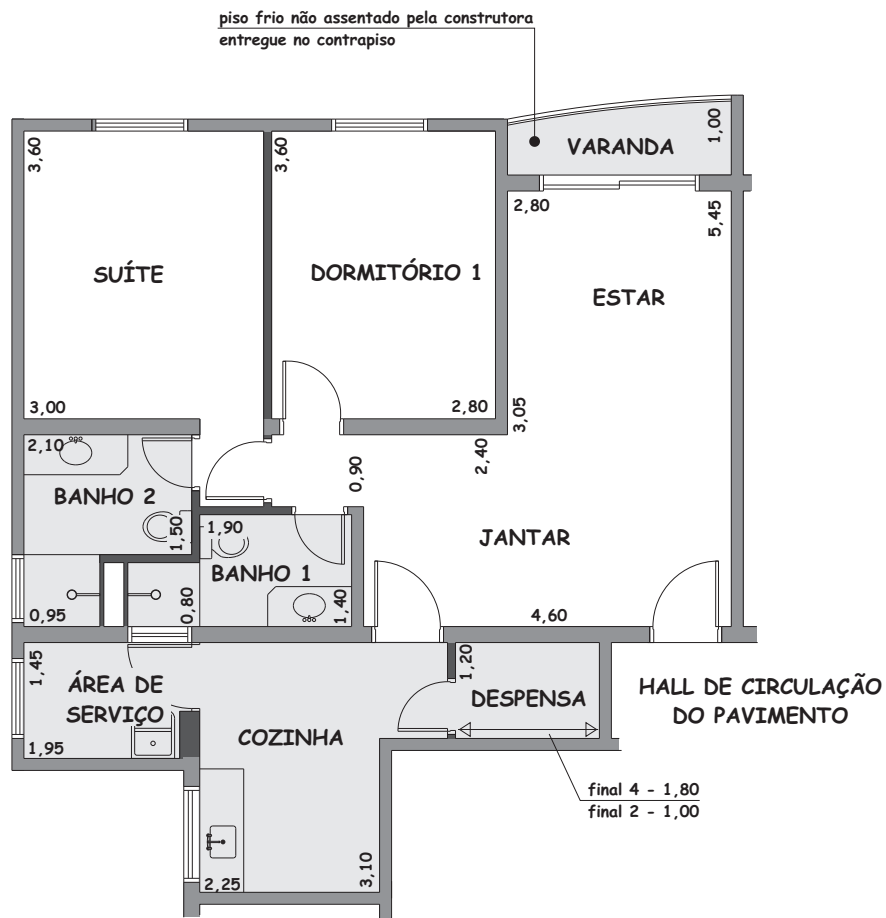 piso frio não assentado pela construtora
entregue no contrapiso
3,60
3,60
VARANDA
1,00
2,80
5,45
SUÍTE
DORMITÓRIO 1
ESTAR
3,00
2,80
3,05
2,10
2,40
0,90
BANHO 2
1,50
1,90
JANTAR
BANHO 1
0,95
0,80
1,40
4,60
1,45
ÁREA DE
SERVIÇO
1,95
1,20
DESPENSA
HALL DE CIRCULAÇÃO
DO PAVIMENTO
COZINHA
final 4 - 1,80
final 2 - 1,00
2,25
3,10